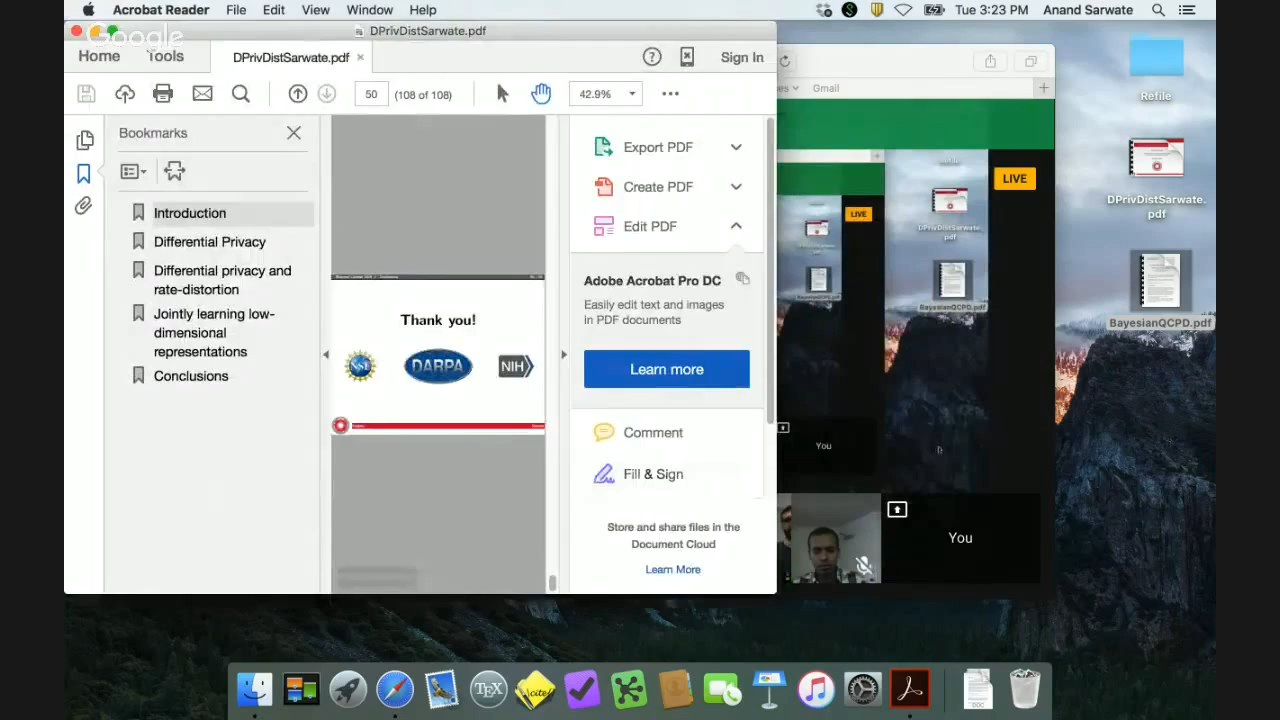 Acrobat Reader File Edit View Window Help
Tue 3:23 PM Anand Sarwate
Google
DPrivDistSarwate.pdf
Home Tools DPrivDistSarwate.pdf × Sign In
50 (108 of 108) 42.9%
Gmail
Bookmarks
Introduction
Differential Privacy
Differential privacy and
rate-distortion
Jointly learning low-
dimensional
representations
Conclusions
Thank you!
NSF
DARPA
NIH
Export PDF
Create PDF
Edit PDF
Adobe Acrobat Pro DC
Easily edit text and images
in PDF documents
Learn more
Comment
Fill & Sign
Store and share files in the
Document Cloud
Learn More
LIVE
LIVE
You
You
Refile
DPrivDistSarwate.
pdf
BayesianQCPD.pdf
TEX